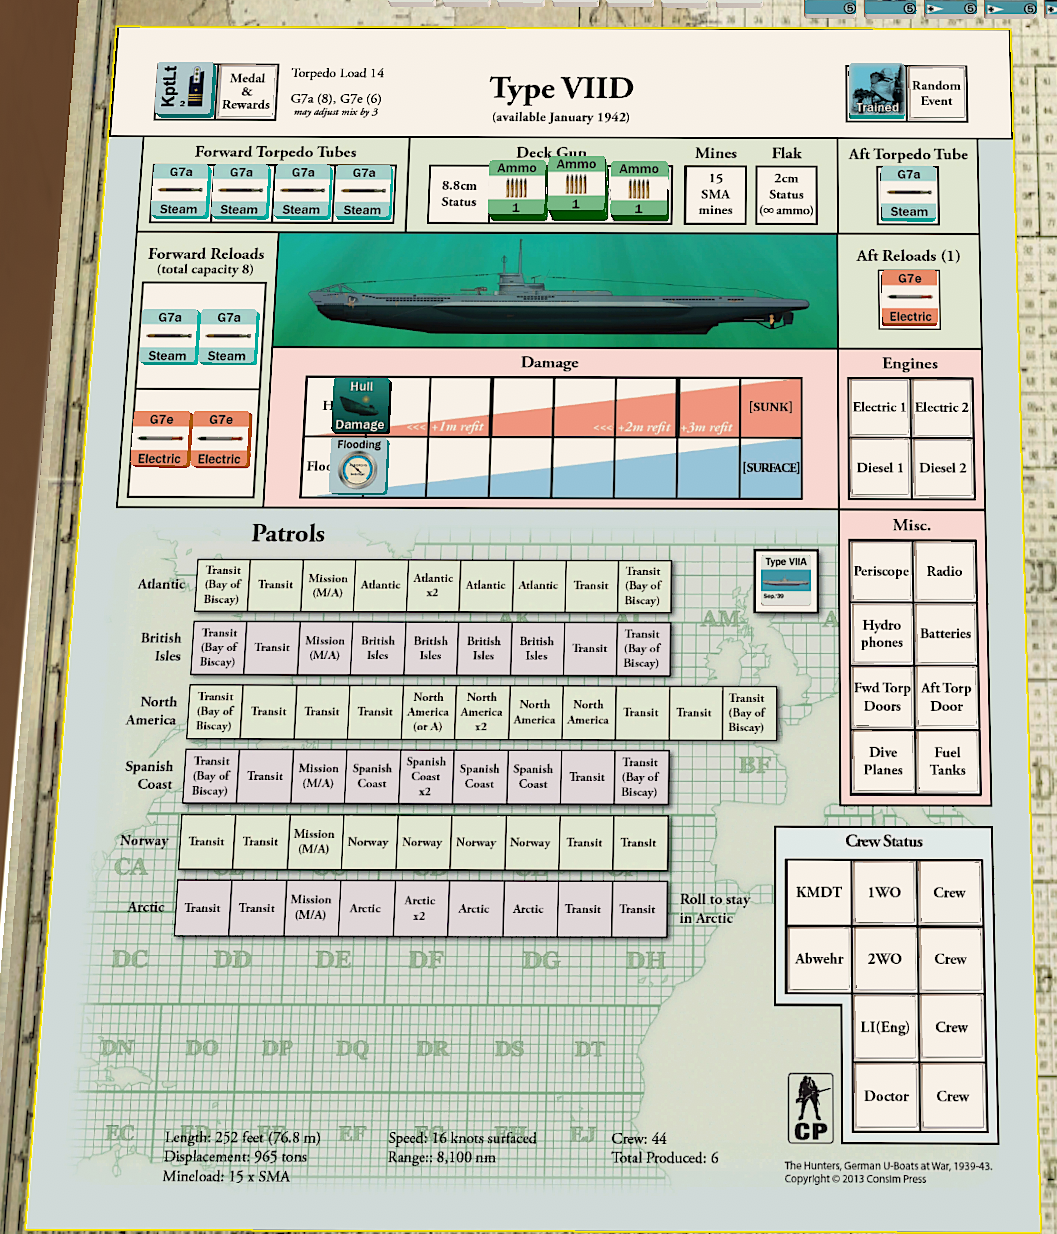 5 5 5 5
KptLt
2
Medal
&
Rewards
Torpedo Load 14
G7a (8), G7e (6)
may adjust mix by 3
Type VIID
(available January 1942)
Trained
Random
Event
Forward Torpedo Tubes
G7a G7a G7a G7a
Steam Steam Steam Steam
Deck Gun
8.8cm
Status
Ammo Ammo Ammo
1 1 1
Mines
15
SMA
mines
Flak
2cm
Status
(∞ ammo)
Aft Torpedo Tube
G7a
Steam
Forward Reloads
(total capacity 8)
G7a G7a
Steam Steam
G7e G7e
Electric Electric
Aft Reloads (1)
G7e
Electric
Damage
H
Hull
Damage
<<< +1m refit
<<< +2m refit
+3m refit
[SUNK]
Floo
Flooding
[SURFACE]
Engines
Electric 1 Electric 2
Diesel 1 Diesel 2
Misc.
Periscope Radio
Hydro
phones
Batteries
Fwd Torp
Doors
Aft Torp
Door
Dive
Planes
Fuel
Tanks
Patrols
Type VIIA
Sep.'39
Atlantic
Transit
(Bay of
Biscay)
Transit
Mission
(M/A)
Atlantic
Atlantic
x2
Atlantic
Atlantic
Transit
Transit
(Bay of
Biscay)
AM
British
Isles
Transit
(Bay of
Biscay)
Transit
Mission
(M/A)
British
Isles
British
Isles
British
Isles
British
Isles
Transit
Transit
(Bay of
Biscay)
North
America
Transit
(Bay of
Biscay)
Transit
Transit
Transit
North
America
(or A)
North
America
x2
North
America
North
America
Transit
Transit
Transit
(Bay of
Biscay)
BF
Spanish
Coast
Transit
(Bay of
Biscay)
Transit
Mission
(M/A)
Spanish
Coast
Spanish
Coast
x2
Spanish
Coast
Spanish
Coast
Transit
Transit
(Bay of
Biscay)
Norway
Transit
Transit
Mission
(M/A)
Norway
Norway
Norway
Norway
Transit
Transit
CA
Arctic
Transit
Transit
Mission
(M/A)
Arctic
Arctic
x2
Arctic
Arctic
Transit
Transit
Roll to stay
in Arctic
DC DD DE DF DG DH
DN DO DP DQ DR DS DT
EC EF EJ
Crew Status
KMDT 1WO Crew
Abwehr 2WO Crew
LI(Eng) Crew
Doctor Crew
CP
Length: 252 feet (76.8 m)
Displacement: 965 tons
Mineload: 15 x SMA
Speed: 16 knots surfaced
Range:: 8,100 nm
Crew: 44
Total Produced: 6
The Hunters, German U-Boats at War, 1939-43.
Copyright © 2013 Consim Press